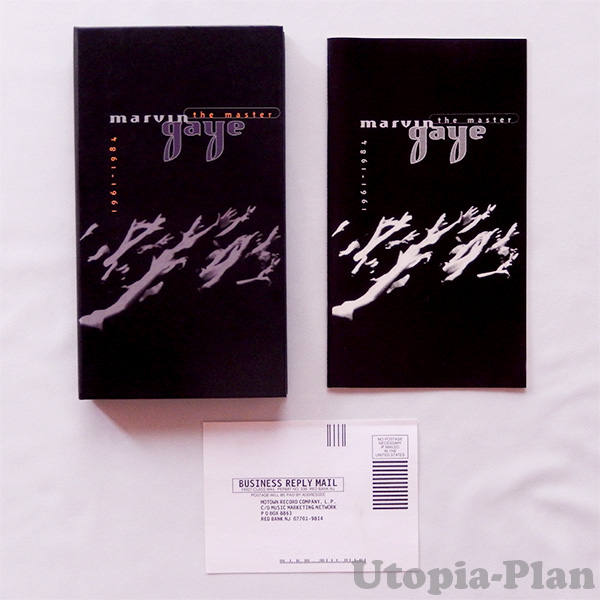 marvin the master
gaye
1961-1984
marvin the master
gaye
1961-1984
NO POSTAGE
NECESSARY
IF MAILED
IN THE
UNITED STATES
BUSINESS REPLY MAIL
POSTAGE WILL BE PAID BY ADDRESSEE
MOTOWN RECORD COMPANY, L.P.
C/O MUSIC MARKETING NETWORK
P O BOX 8863
RED BANK NJ 07701-9814
Utopia-Plan